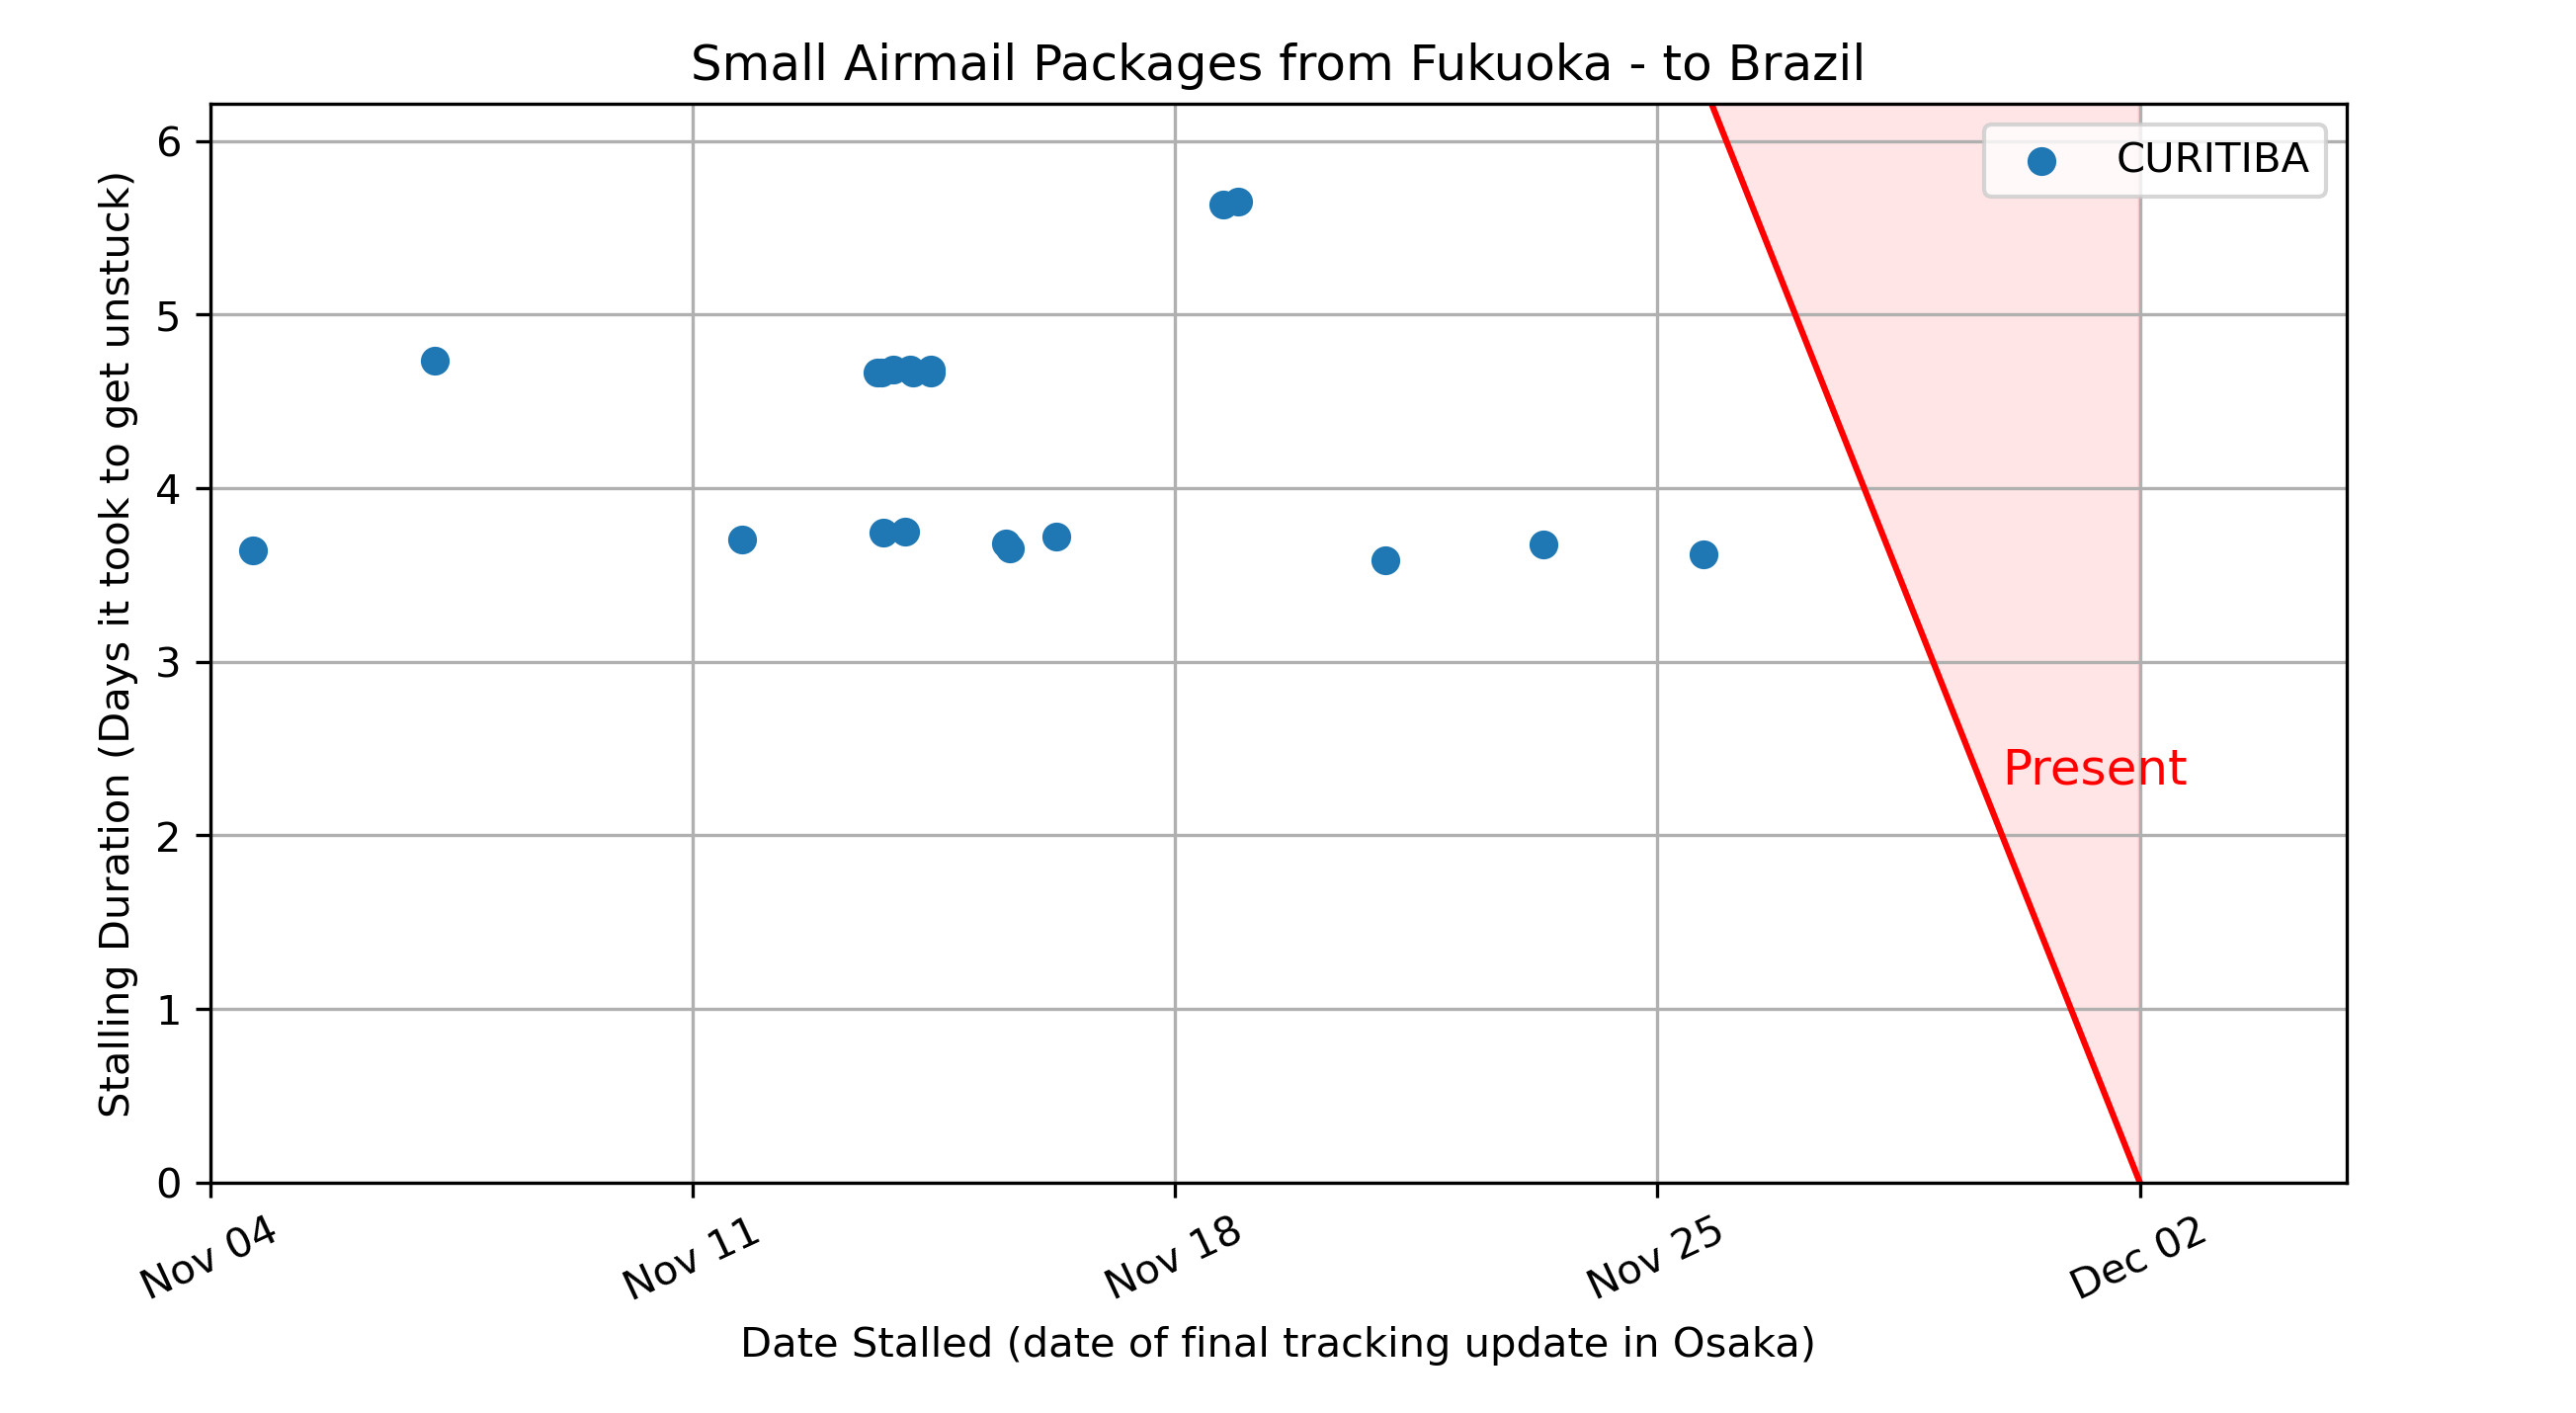 Small Airmail Packages from Fukuoka - to Brazil
CURITIBA
Present
Stalling Duration (Days it took to get unstuck)
6
5
4
3
2
1
0
Nov 04
Nov 11
Nov 18
Nov 25
Dec 02
Date Stalled (date of final tracking update in Osaka)